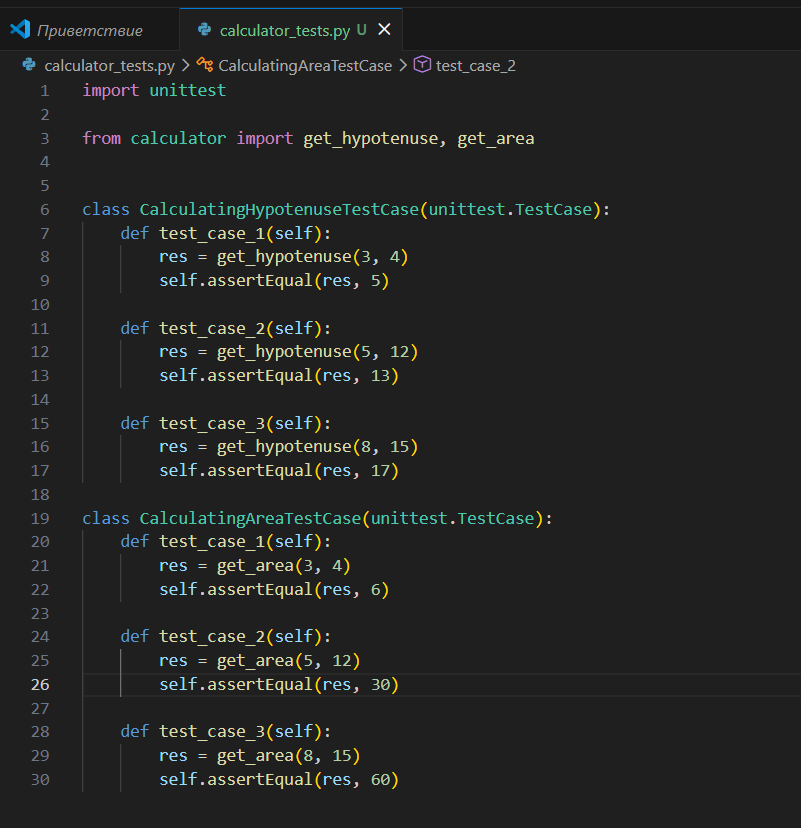 Приветствие calculator_tests.py U
calculator_tests.py > CalculatingAreaTestCase > test_case_2
1 import unittest
2
3 from calculator import get_hypotenuse, get_area
4
5
6 class CalculatingHypotenuseTestCase(unittest.TestCase):
7     def test_case_1(self):
8         res = get_hypotenuse(3, 4)
9         self.assertEqual(res, 5)
10
11     def test_case_2(self):
12         res = get_hypotenuse(5, 12)
13         self.assertEqual(res, 13)
14
15     def test_case_3(self):
16         res = get_hypotenuse(8, 15)
17         self.assertEqual(res, 17)
18
19 class CalculatingAreaTestCase(unittest.TestCase):
20     def test_case_1(self):
21         res = get_area(3, 4)
22         self.assertEqual(res, 6)
23
24     def test_case_2(self):
25         res = get_area(5, 12)
26         self.assertEqual(res, 30)
27
28     def test_case_3(self):
29         res = get_area(8, 15)
30         self.assertEqual(res, 60)